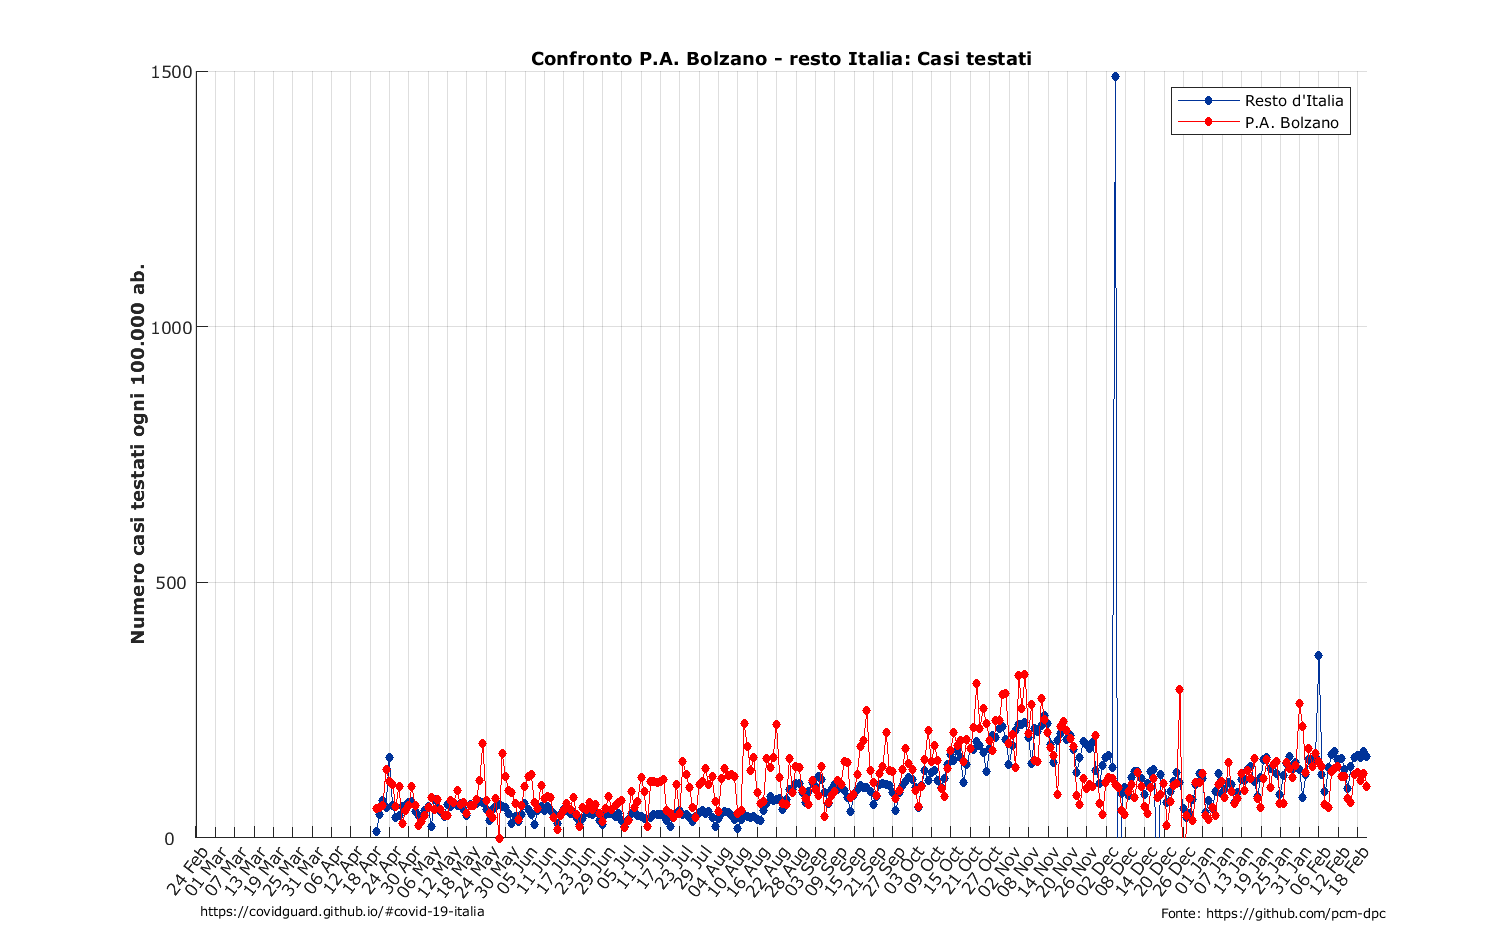 Confronto P.A. Bolzano - resto Italia: Casi testati
Resto d'Italia
P.A. Bolzano
Numero casi testati ogni 100.000 ab.
1500
1000
500
0
24 Feb
01 Mar
07 Mar
13 Mar
19 Mar
25 Mar
31 Mar
06 Apr
12 Apr
18 Apr
24 Apr
30 Apr
06 May
12 May
18 May
24 May
30 May
05 Jun
11 Jun
17 Jun
23 Jun
29 Jun
05 Jul
11 Jul
17 Jul
23 Jul
29 Jul
04 Aug
10 Aug
16 Aug
22 Aug
28 Aug
03 Sep
09 Sep
15 Sep
21 Sep
27 Sep
03 Oct
09 Oct
15 Oct
21 Oct
27 Oct
02 Nov
08 Nov
14 Nov
20 Nov
26 Nov
02 Dec
08 Dec
14 Dec
20 Dec
26 Dec
01 Jan
07 Jan
13 Jan
19 Jan
25 Jan
31 Jan
06 Feb
12 Feb
18 Feb
https://covidguard.github.io/#covid-19-italia
Fonte: https://github.com/pcm-dpc